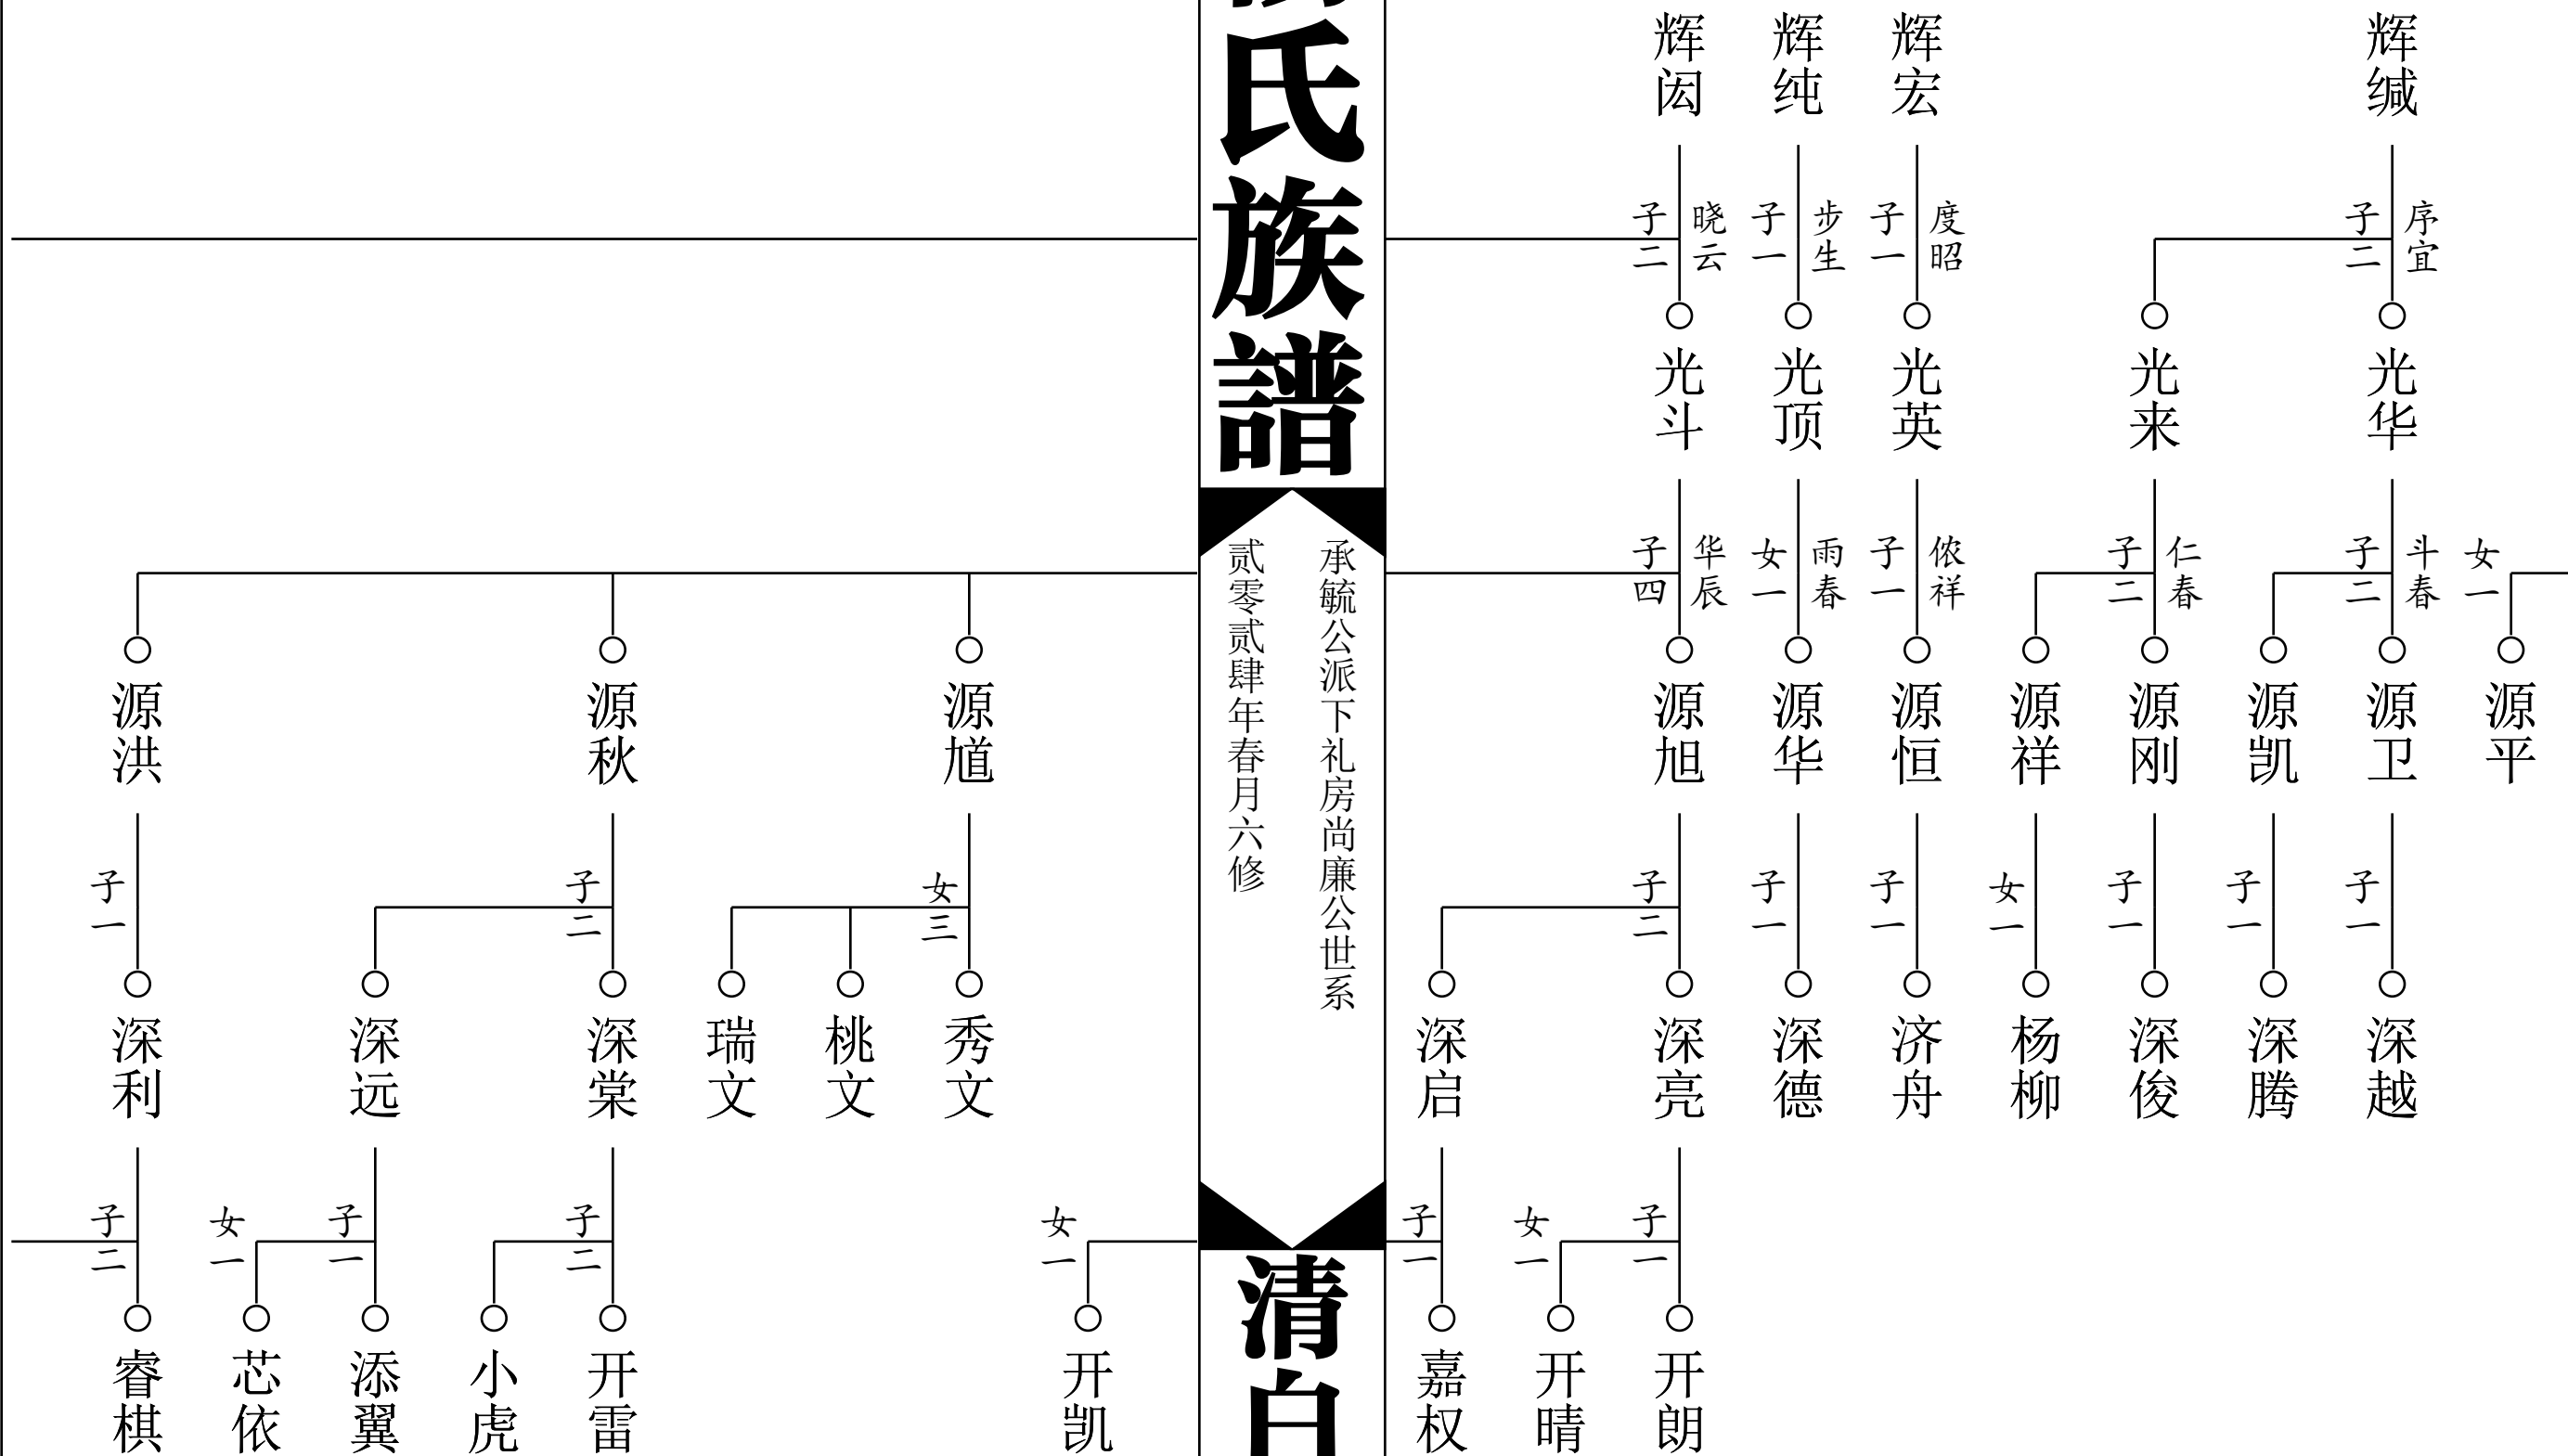 辉缄
辉宏
辉纯
辉闳
序宜
子二
度昭
子一
步生
子一
晓云
子二
光华
光来
光英
光顶
光斗
女一
斗春
子二
仁春
子二
侬祥
子一
雨春
女一
华辰
子四
源平
源卫
源凯
源刚
源祥
源恒
源华
源旭
子一
子一
子一
女一
子一
子一
子二
深越
深腾
深俊
杨柳
济舟
深德
深亮
深启
子一
女一
子一
开朗
开晴
嘉权
氏族譜
承毓公派下礼房尚廉公世系
贰零贰肆年春月六修
清白
源馗
源秋
源洪
女三
子二
子一
秀文
桃文
瑞文
深棠
深远
深利
女一
子二
子一
女一
子二
开凯
开雷
小虎
添翼
芯依
睿棋